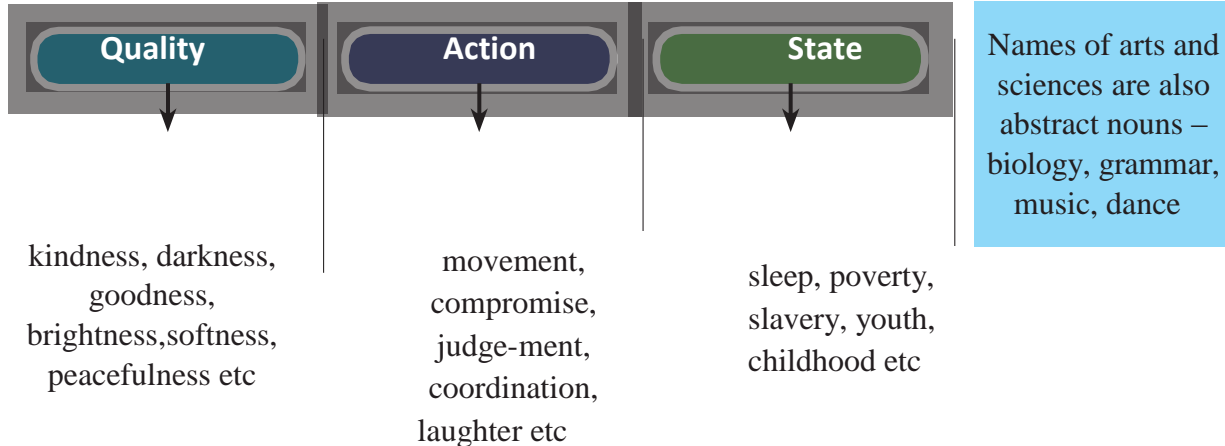 Quality
kindness, darkness,
goodness,
brightness,softness,
peacefulness etc
Action
movement,
compromise,
judge-ment,
coordination,
laughter etc
State
sleep, poverty,
slavery, youth,
childhood etc
Names of arts and
sciences are also
abstract nouns –
biology, grammar,
music, dance